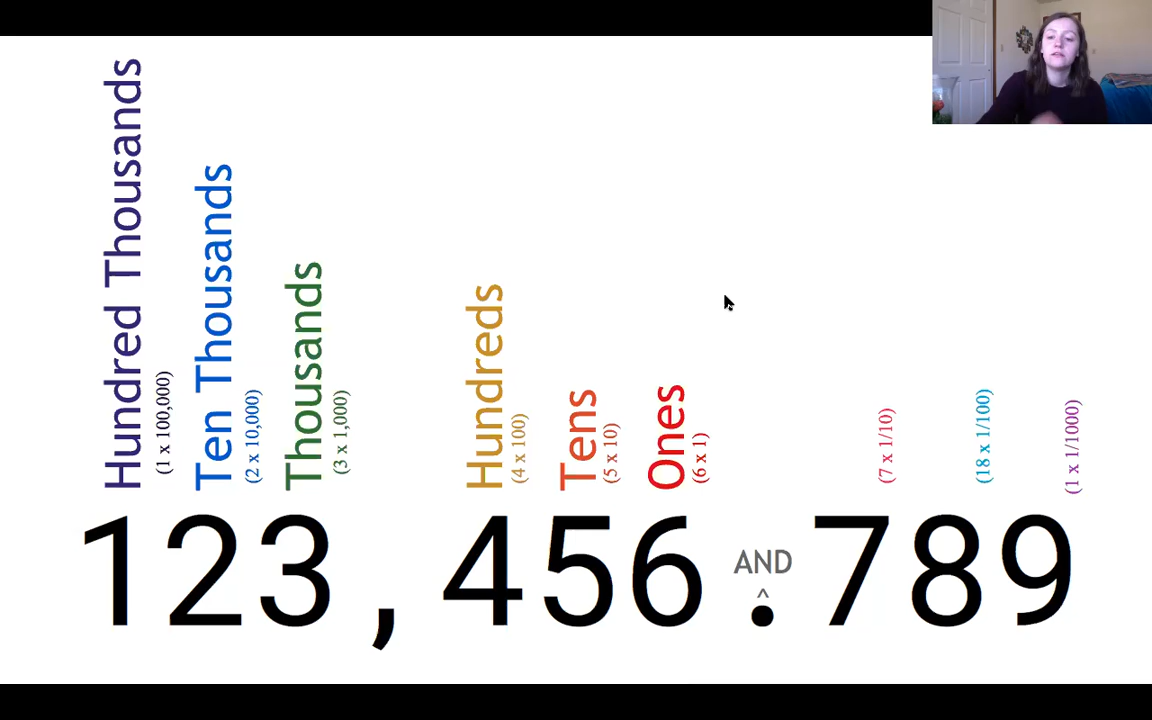 Hundred Thousands
(1 x 100,000)
Ten Thousands
(2 x 10,000)
Thousands
(3 x 1,000)
Hundreds
(4 x 100)
Tens
(5 x 10)
Ones
(6 x 1)
(7 x 1/10)
(18 x 1/100)
(1 x 1/1000)
AND
^
123,456.789